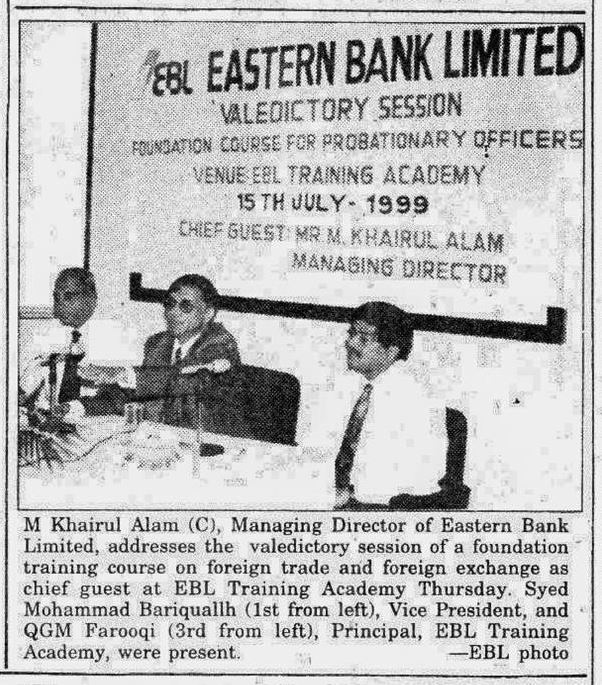 EBL EASTERN BANK LIMITED
VALEDICTORY SESSION
FOUNDATION COURSE FOR PROBATIONARY OFFICERS
VENUE EBL TRAINING ACADEMY
15TH JULY- 1999
CHIEF GUEST MR M. KHAIRUL ALAM
MANAGING DIRECTOR
M Khairul Alam (C), Managing Director of Eastern Bank
Limited, addresses the valedictory session of a foundation
training course on foreign trade and foreign exchange as
chief guest at EBL Training Academy Thursday. Syed
Mohammad Bariquallh (1st from left), Vice President, and
QGM Farooqi (3rd from left), Principal, EBL Training
Academy, were present. —EBL photo